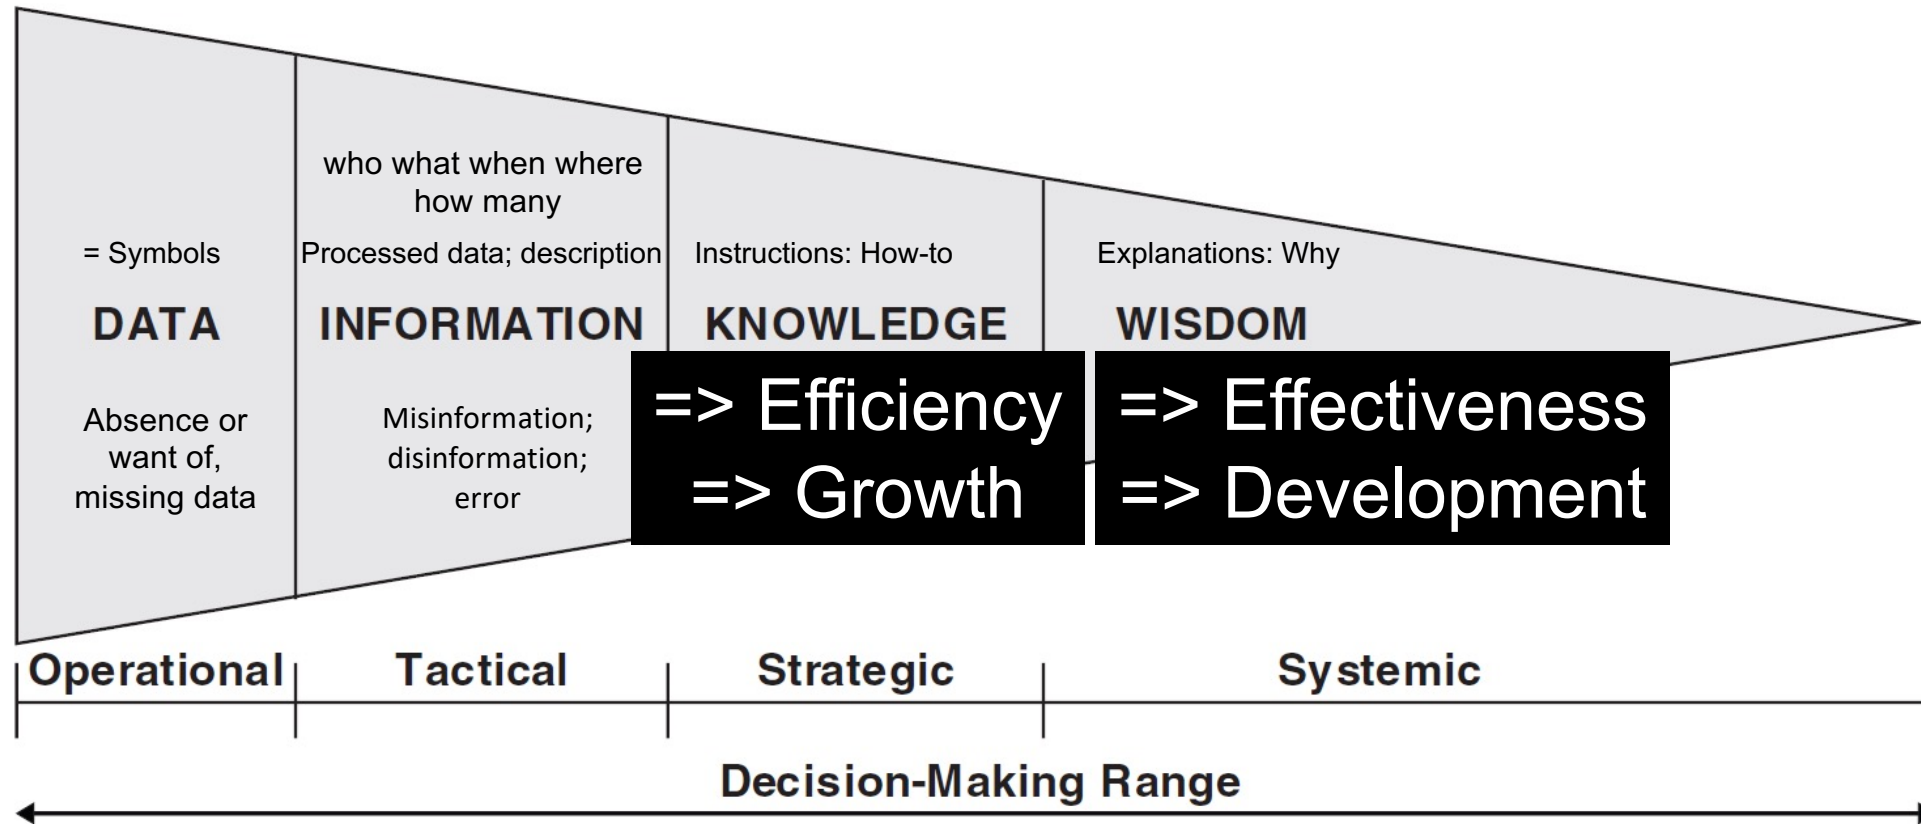 who what when where
how many
= Symbols
Processed data; description
Instructions: How-to
Explanations: Why
DATA
INFORMATION
KNOWLEDGE
WISDOM
Absence or
want of,
missing data
Misinformation;
disinformation;
error
=> Efficiency
=> Growth
=> Effectiveness
=> Development
Operational
Tactical
Strategic
Systemic
Decision-Making Range